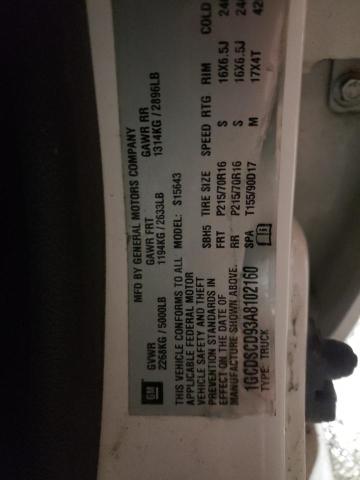 GM
MFD BY GENERAL MOTORS COMPANY
GVWR GAWR FRT GAWR RR
2268KG / 5000LB 1194KG / 2633LB 1314KG / 2896LB
THIS VEHICLE CONFORMS TO ALL MODEL: S15643
APPLICABLE FEDERAL MOTOR
VEHICLE SAFETY AND THEFT
PREVENTION STANDARDS IN
EFFECT ON THE DATE OF
MANUFACTURE SHOWN ABOVE.
1GCDSCD93A8102160
TYPE: TRUCK
SBH5 TIRE SIZE SPEED RTG RIM COLD
FRT P215/70R16 S 16X6.5J
RR P215/70R16 S 16X6.5J
SPA T155/90D17 M 17X4T